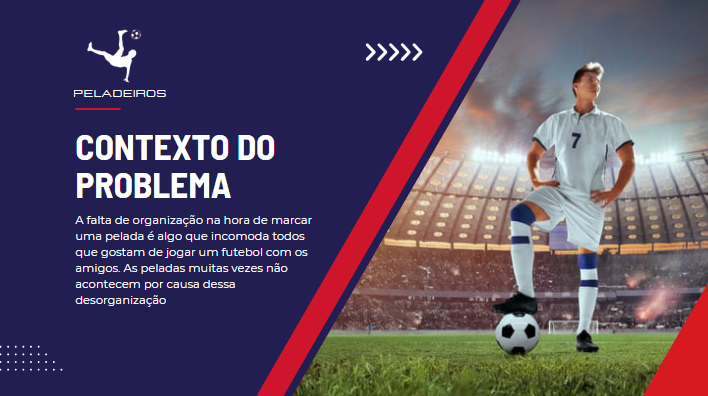 PELADEIROS
CONTEXTO DO
PROBLEMA
A falta de organização na hora de marcar
uma pelada é algo que incomoda todos
que gostam de jogar um futebol com os
amigos. As peladas muitas vezes não
acontecem por causa dessa
desorganização
7